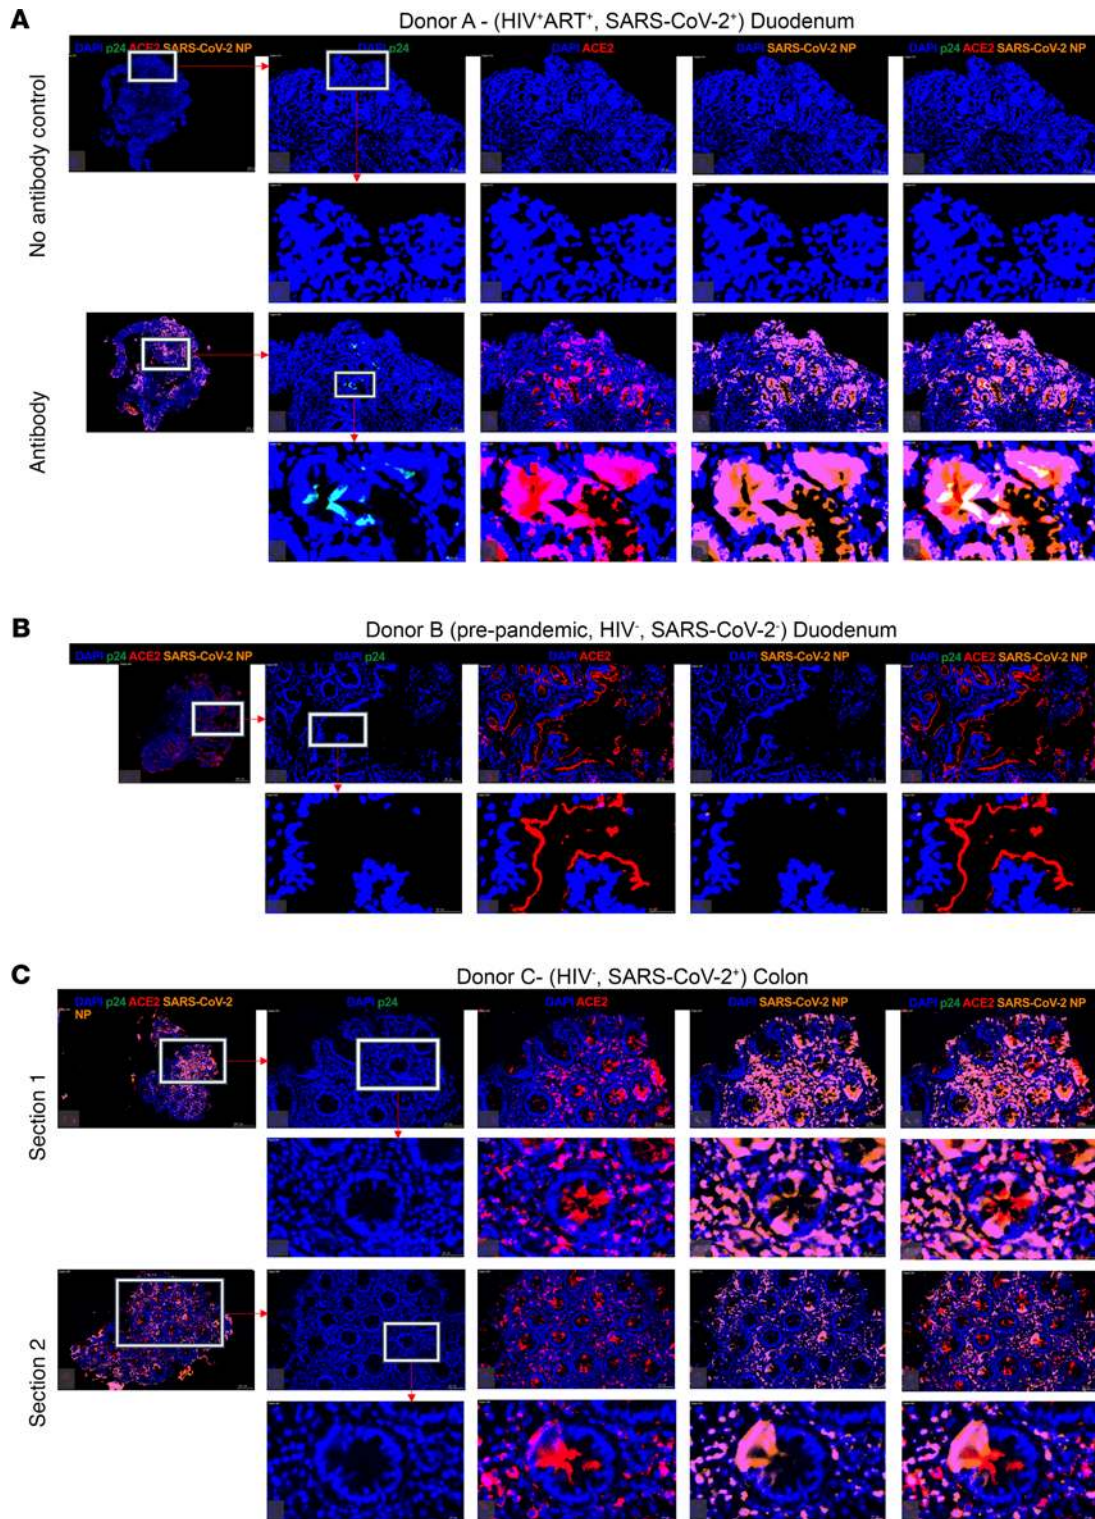 A
Donor A - (HIV⁺ART⁺, SARS-CoV-2⁺) Duodenum
No antibody control
DAPI p24 ACE2 SARS-CoV-2 NP
DAPI p24
DAPI ACE2
SARS-CoV-2 NP
DAPI p24 ACE2 SARS-CoV-2 NP
Antibody
B
Donor B (pre-pandemic, HIV⁻, SARS-CoV-2⁻) Duodenum
DAPI p24 ACE2 SARS-CoV-2 NP
DAPI p24
DAPI ACE2
DAPI SARS-CoV-2 NP
DAPI p24 ACE2 SARS-CoV-2 NP
C
Donor C- (HIV⁻, SARS-CoV-2⁺) Colon
Section 1
DAPI p24 ACE2 SARS-CoV-2
NP
DAPI p24
DAPI ACE2
DAPI SARS-CoV-2 NP
DAPI p24 ACE2 SARS-CoV-2 NP
Section 2